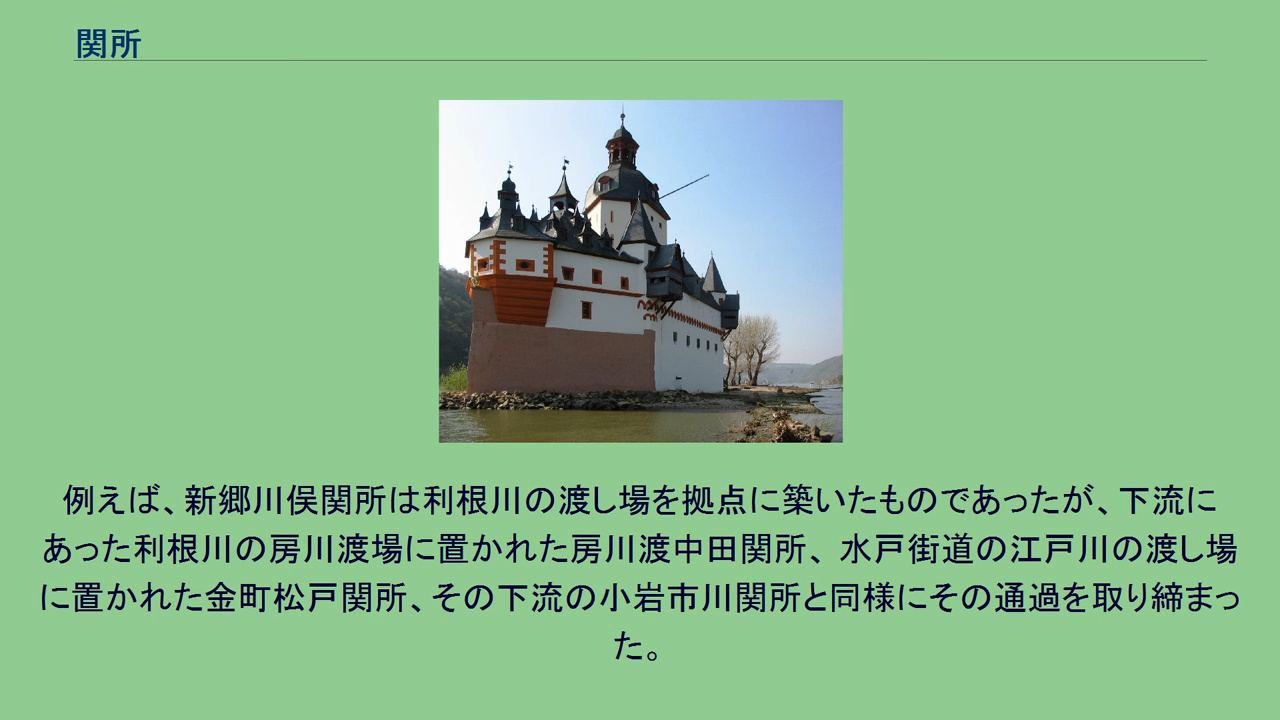 関所
例えば、新郷川俣関所は利根川の渡し場を拠点に築いたものであったが、下流に
あった利根川の房川渡場に置かれた房川渡中田関所、水戸街道の江戸川の渡し場
に置かれた金町松戸関所、その下流の小岩市川関所と同様にその通過を取り締まっ
た。